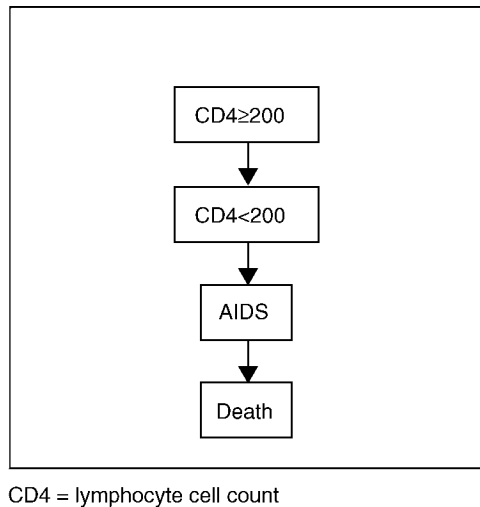 CD4≥200
CD4<200
AIDS
Death
CD4 = lymphocyte cell count